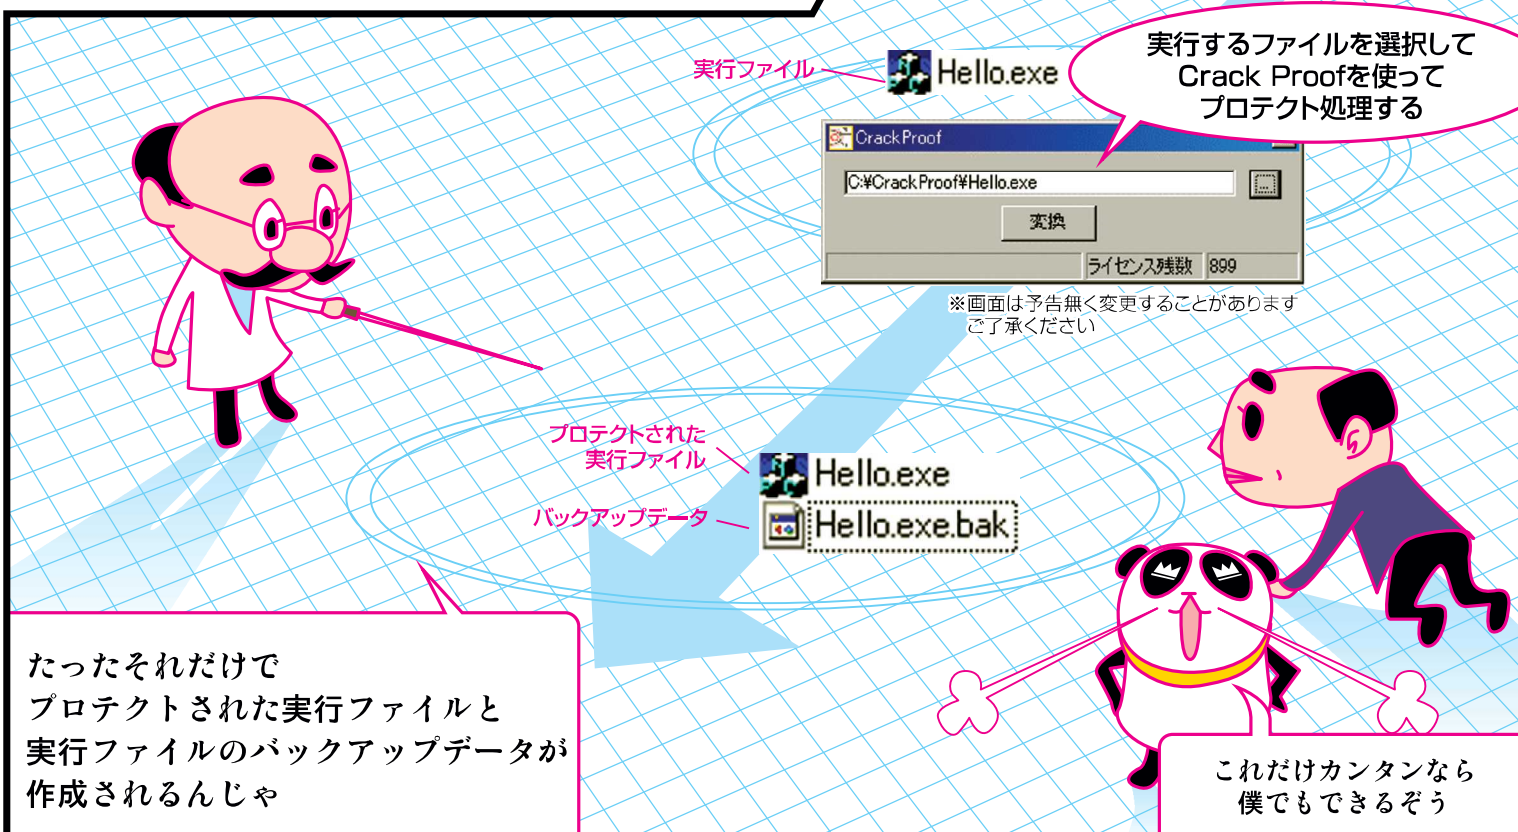 実行するファイルを選択して
Crack Proofを使って
プロテクト処理する
実行ファイル
Hello.exe
CrackProof
C:¥CrackProof¥Hello.exe
...
変換
ライセンス残数 899
※画面は予告無く変更することがあります
ご了承ください
プロテクトされた
実行ファイル
Hello.exe
バックアップデータ
Hello.exe.bak
たったそれだけで
プロテクトされた実行ファイルと
実行ファイルのバックアップデータが
作成されるんじゃ
これだけカンタンなら
僕でもできるぞう